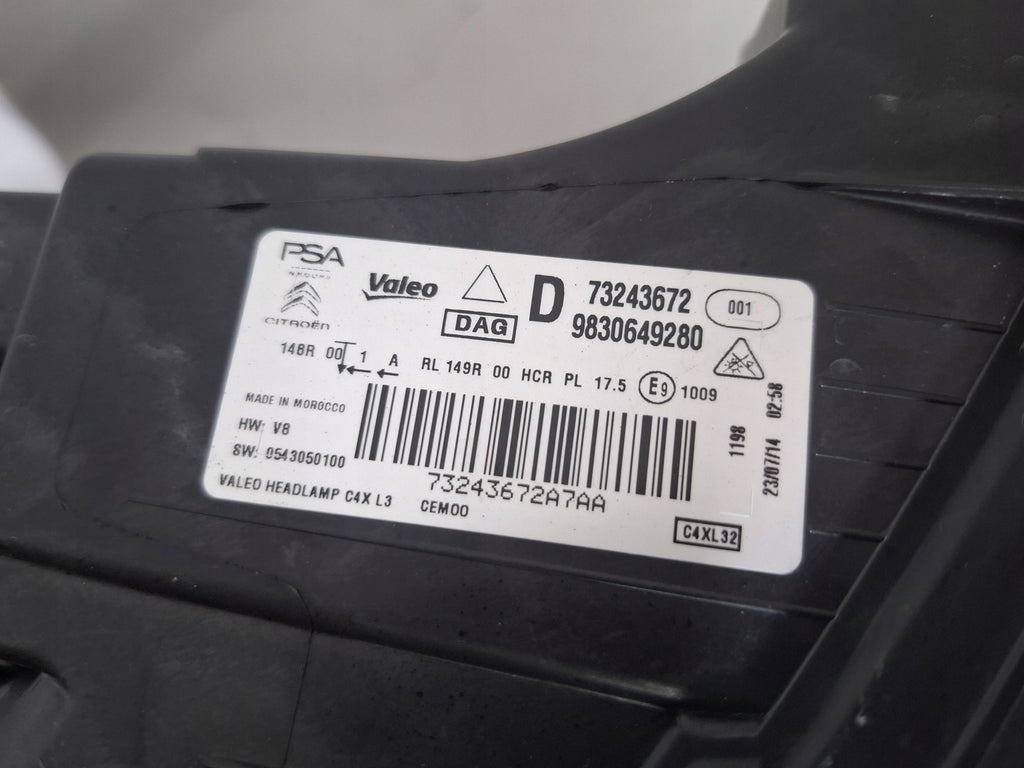 PSA
GROUPE
CITROËN
Valeo
DAG
D
73243672
9830649280
001
148R 00 1 A
RL 149R 00 HCR PL 17.5 E9 1009
MADE IN MOROCCO
HW: V8
SW: 0543050100
73243672A7AA
VALEO HEADLAMP C4X L3 CEM00
C4XL32
1198
23/07/14 02:58